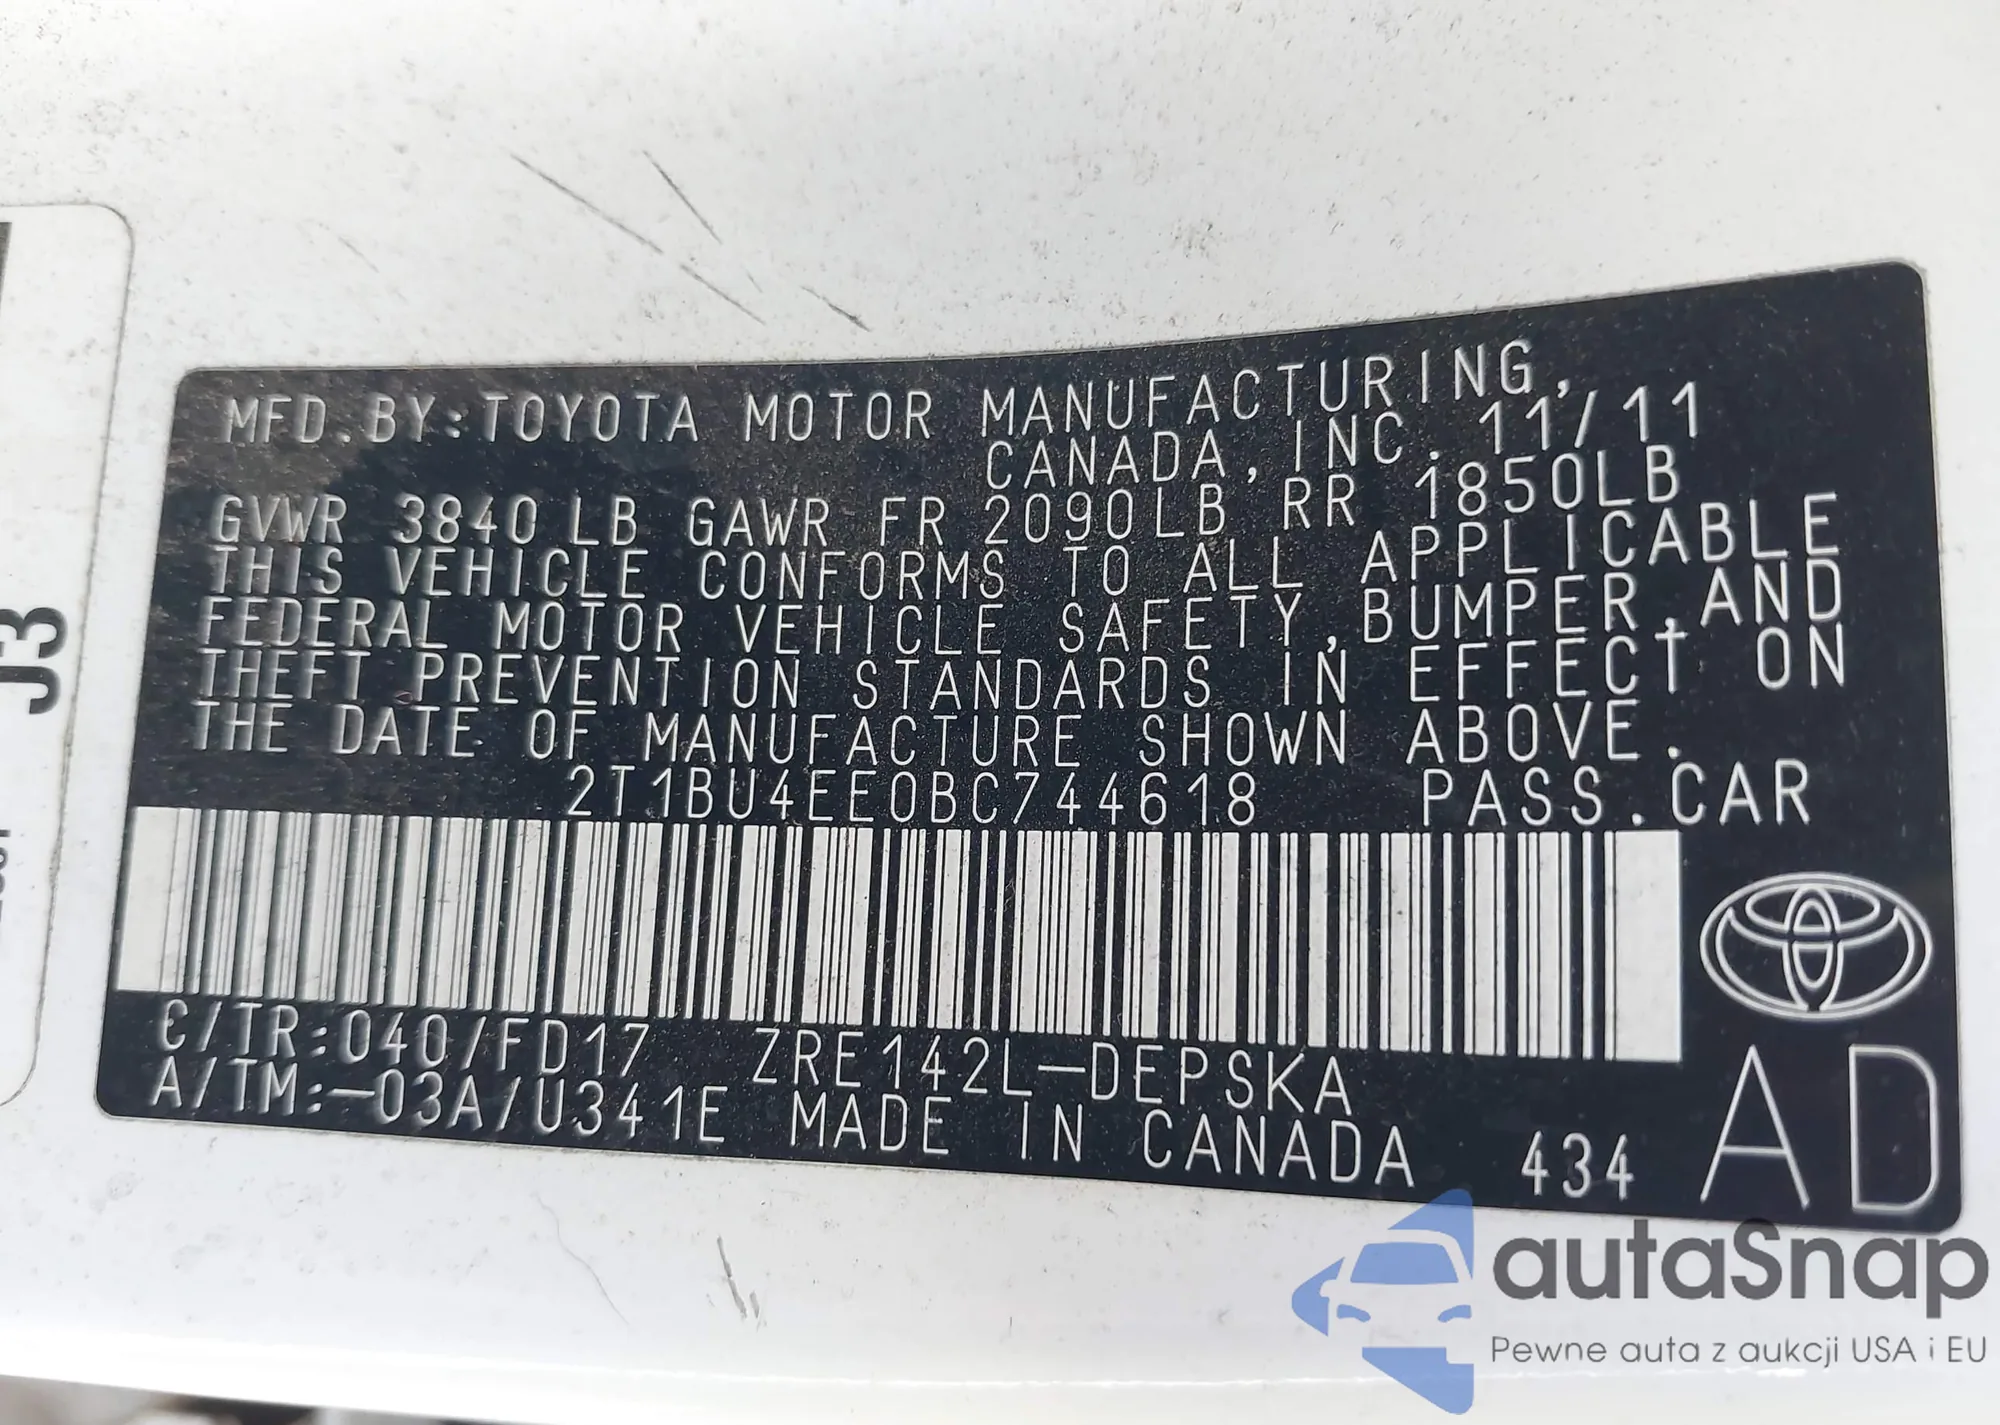 MFD.BY:TOYOTA MOTOR MANUFACTURING,
CANADA,INC. 11/11
GVWR 3840LB GAWR FR 2090LB RR 1850LB
THIS VEHICLE CONFORMS TO ALL APPLICABLE
FEDERAL MOTOR VEHICLE SAFETY,BUMPER,AND
THEFT PREVENTION STANDARDS IN EFFECT ON
THE DATE OF MANUFACTURE SHOWN ABOVE.
2T1BU4EE0BC744618 PASS.CAR
C/TR:040/FD17 ZRE142L-DEPSKA
A/TM:-03A/U341E MADE IN CANADA 434
AD
J3
autaSnap
Pewne auta z aukcji USA i EU